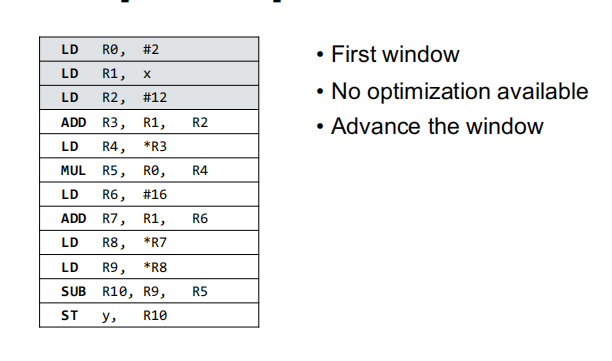 LD R0, #2
LD R1, x
LD R2, #12
ADD R3, R1, R2
LD R4, *R3
MUL R5, R0, R4
LD R6, #16
ADD R7, R1, R6
LD R8, *R7
LD R9, *R8
SUB R10, R9, R5
ST y, R10
• First window
• No optimization available
• Advance the window